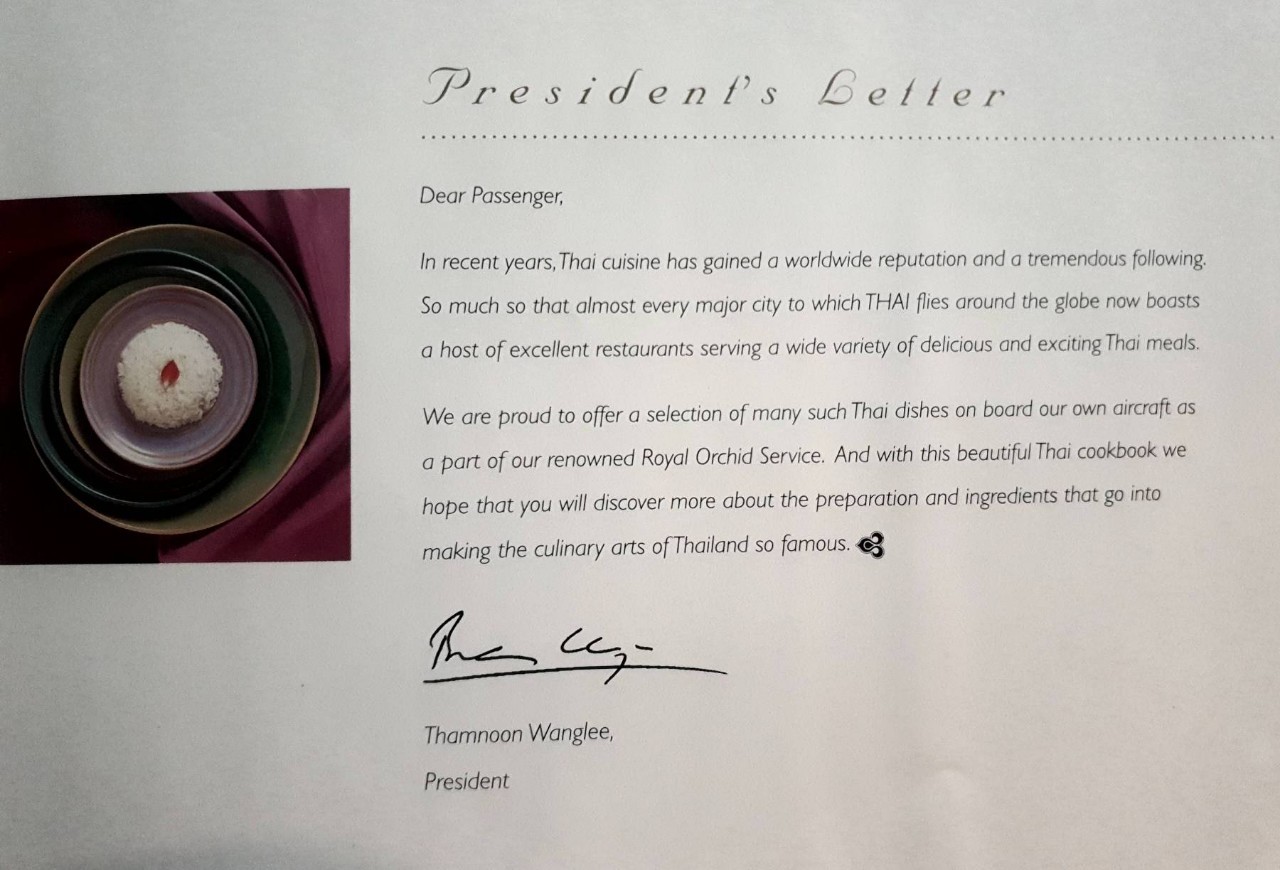 President's Letter
Dear Passenger,
In recent years, Thai cuisine has gained a worldwide reputation and a tremendous following.
So much so that almost every major city to which THAI flies around the globe now boasts
a host of excellent restaurants serving a wide variety of delicious and exciting Thai meals.
We are proud to offer a selection of many such Thai dishes on board our own aircraft as
a part of our renowned Royal Orchid Service. And with this beautiful Thai cookbook we
hope that you will discover more about the preparation and ingredients that go into
making the culinary arts of Thailand so famous.
Thamnoon Wanglee,
President